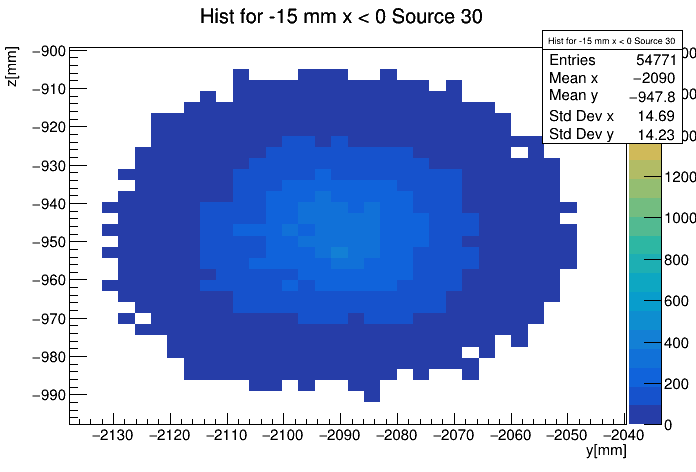 Hist for -15 mm x < 0 Source 30
z[mm]
−900
−910
−920
−930
−940
−950
−960
−970
−980
−990
Hist for -15 mm x < 0 Source 30
Entries 54771
Mean x −2090
Mean y −947.8
Std Dev x 14.69
Std Dev y 14.23
1200
1000
800
600
400
200
0
−2130 −2120 −2110 −2100 −2090 −2080 −2070 −2060 −2050 −2040
y[mm]